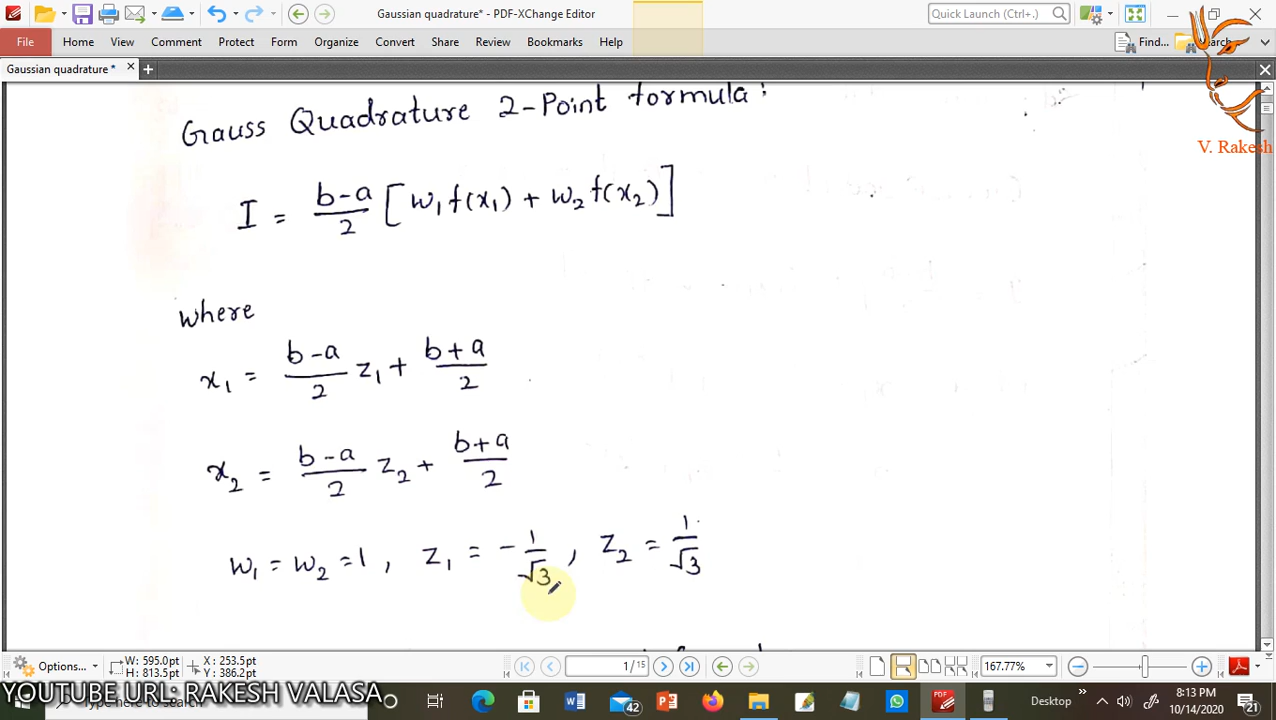 Gaussian quadrature* - PDF-XChange Editor
Quick Launch (Ctrl+.)
File Home View Comment Protect Form Organize Convert Share Review Bookmarks Help Find...
Gaussian quadrature *
V. Rakesh
Gauss Quadrature 2-Point formula:
I = b-a/2 [w₁f(x₁) + w₂f(x₂)]
where
x₁ = b-a/2 z₁ + b+a/2
x₂ = b-a/2 z₂ + b+a/2
w₁ = w₂ = 1, z₁ = -1/√3, z₂ = 1/√3
Options... W: 595.0pt X: 253.5pt 1/15 167.77%
H: 813.5pt Y: 386.2pt
YOUTUBE URL: RAKESH VALASA
42 Desktop 8:13 PM
10/14/2020 21